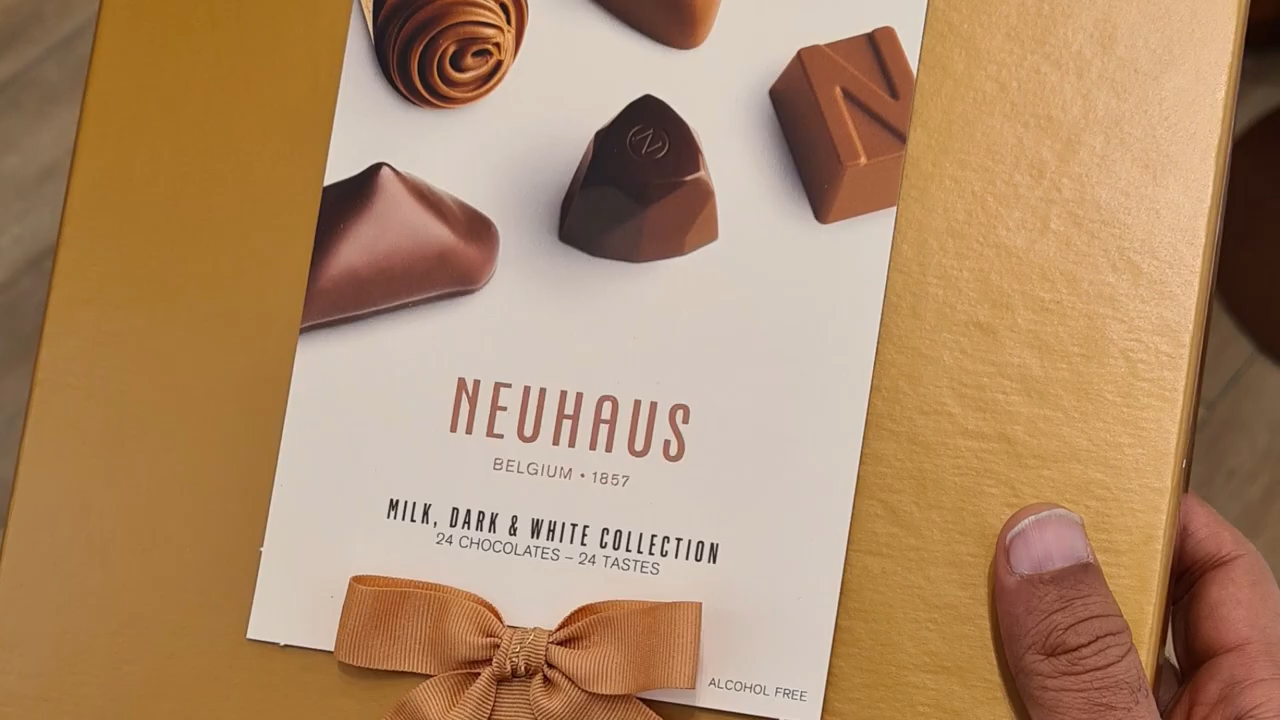 N
N
NEUHAUS
BELGIUM • 1857
MILK, DARK & WHITE COLLECTION
24 CHOCOLATES – 24 TASTES
ALCOHOL FREE